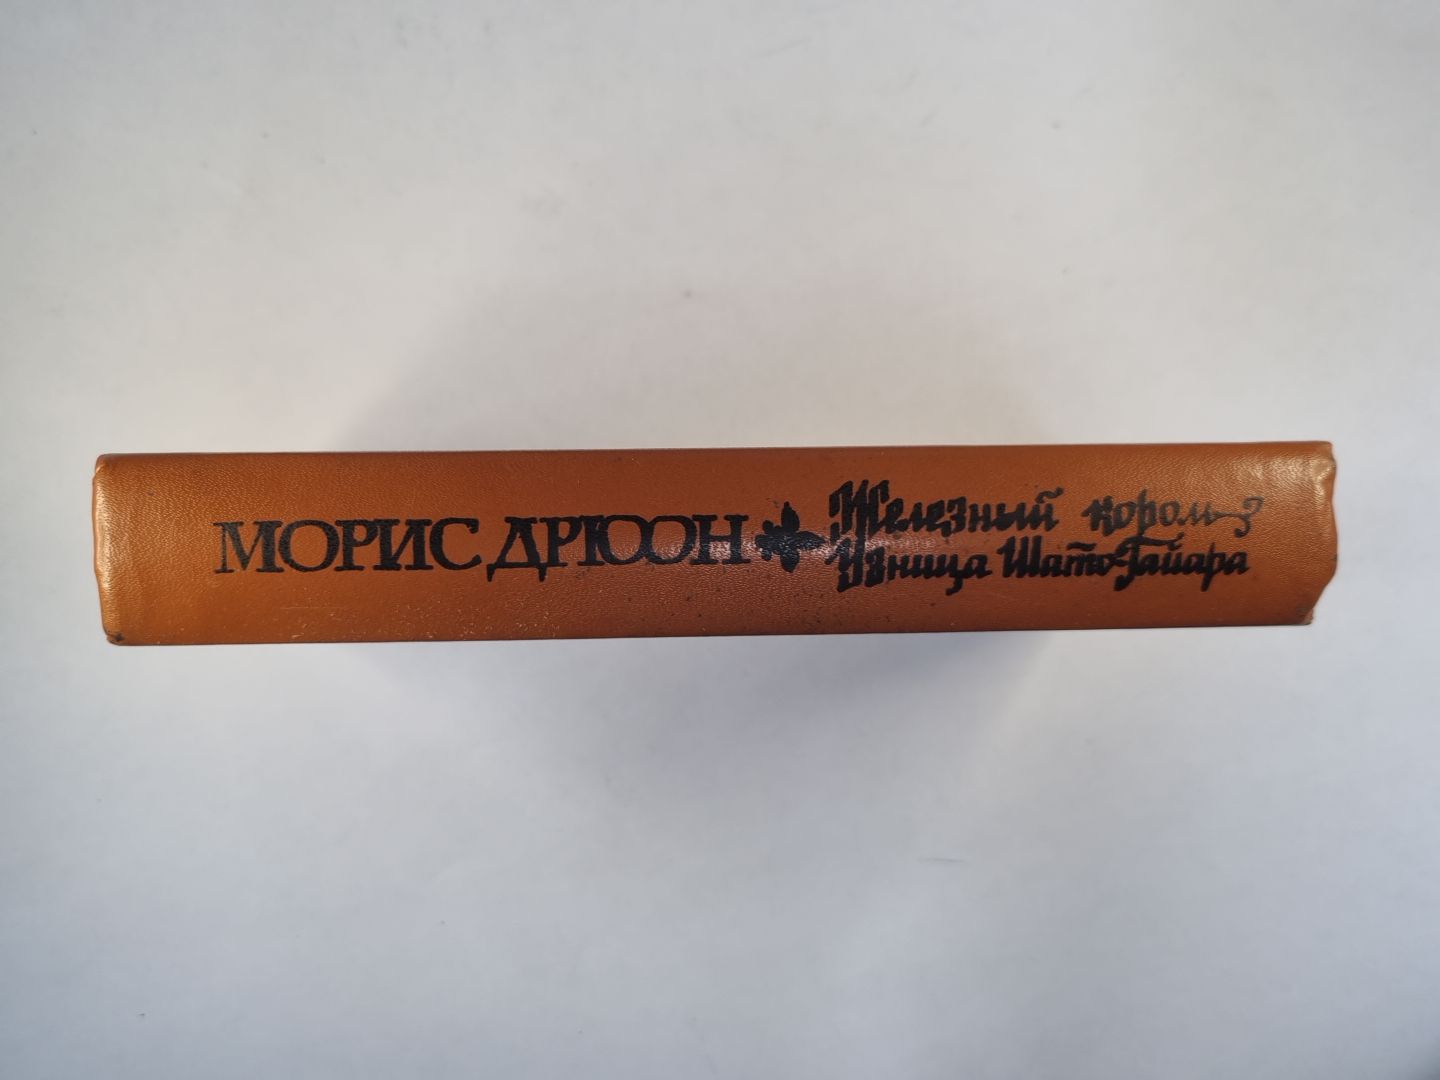 МОРИС ДРЮОН
Железный король
Узница Шато-Гайара